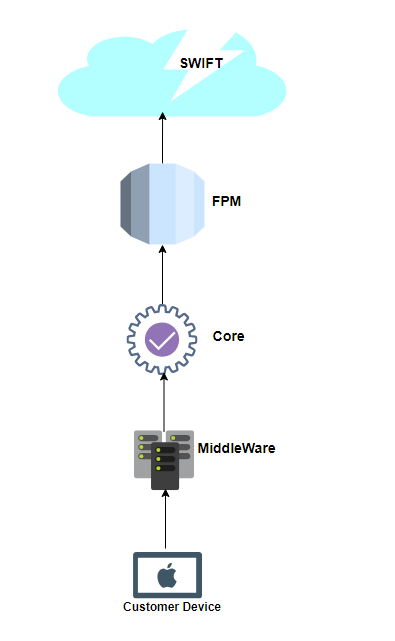 SWIFT
FPM
Core
MiddleWare
Customer Device